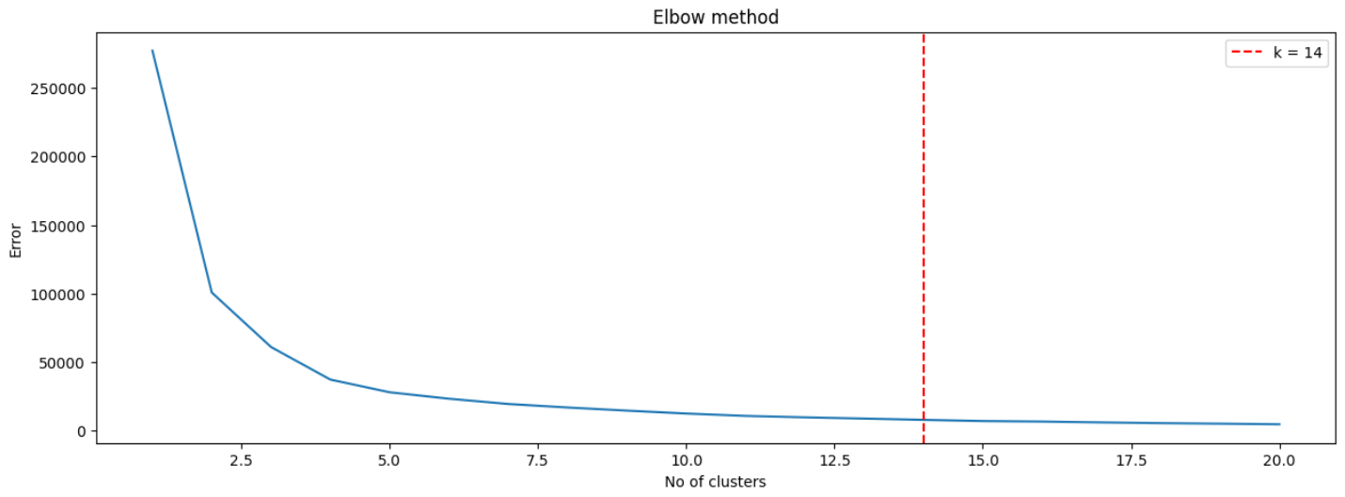 Elbow method
k = 14
Error
250000
200000
150000
100000
50000
0
2.5 5.0 7.5 10.0 12.5 15.0 17.5 20.0
No of clusters